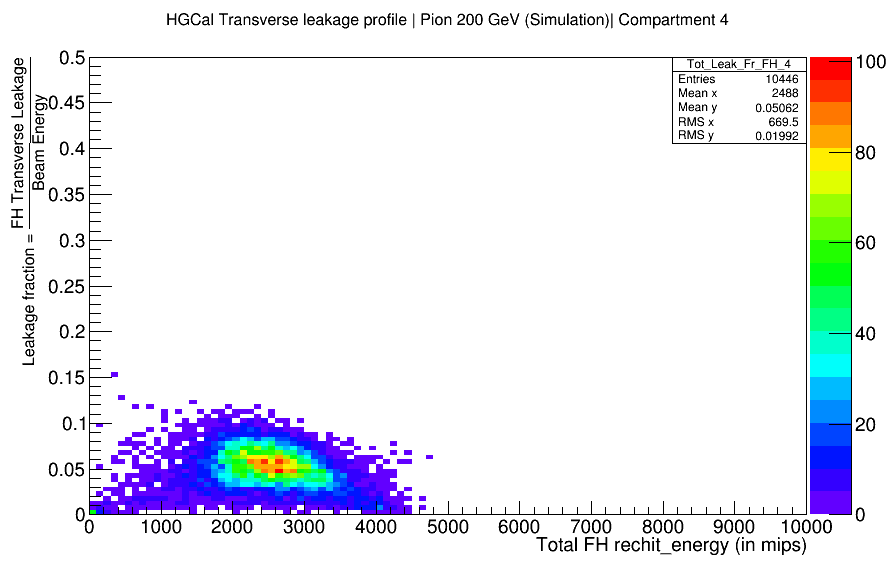 HGCal Transverse leakage profile | Pion 200 GeV (Simulation)| Compartment 4
Leakage fraction = FH Transverse Leakage
Beam Energy
0.5
0.45
0.4
0.35
0.3
0.25
0.2
0.15
0.1
0.05
0
Tot_Leak_Fr_FH_4
Entries 10446
Mean x 2488
Mean y 0.05062
RMS x 669.5
RMS y 0.01992
100
80
60
40
20
0
0 1000 2000 3000 4000 5000 6000 7000 8000 9000 10000
Total FH rechit_energy (in mips)